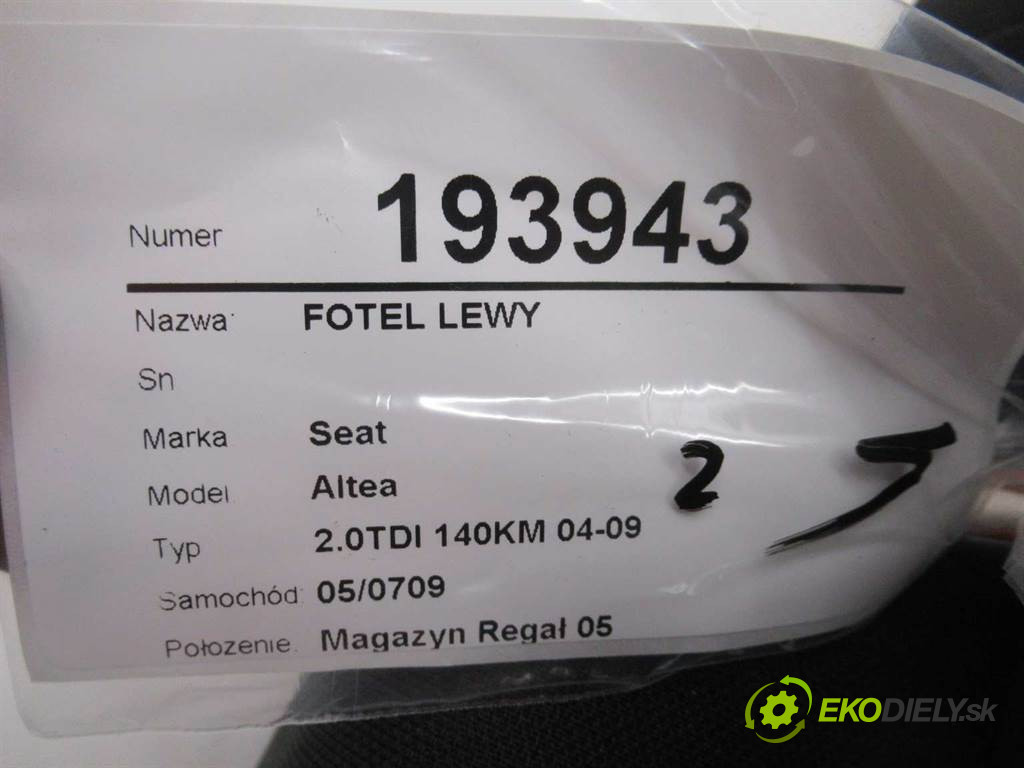 Numer 193943
Nazwa: FOTEL LEWY
Sn
Marka Seat
Model Altea
2
Typ 2.0TDI 140KM 04-09
Samochód: 05/0709
Położenie: Magazyn Regał 05
EKODIELY.sk